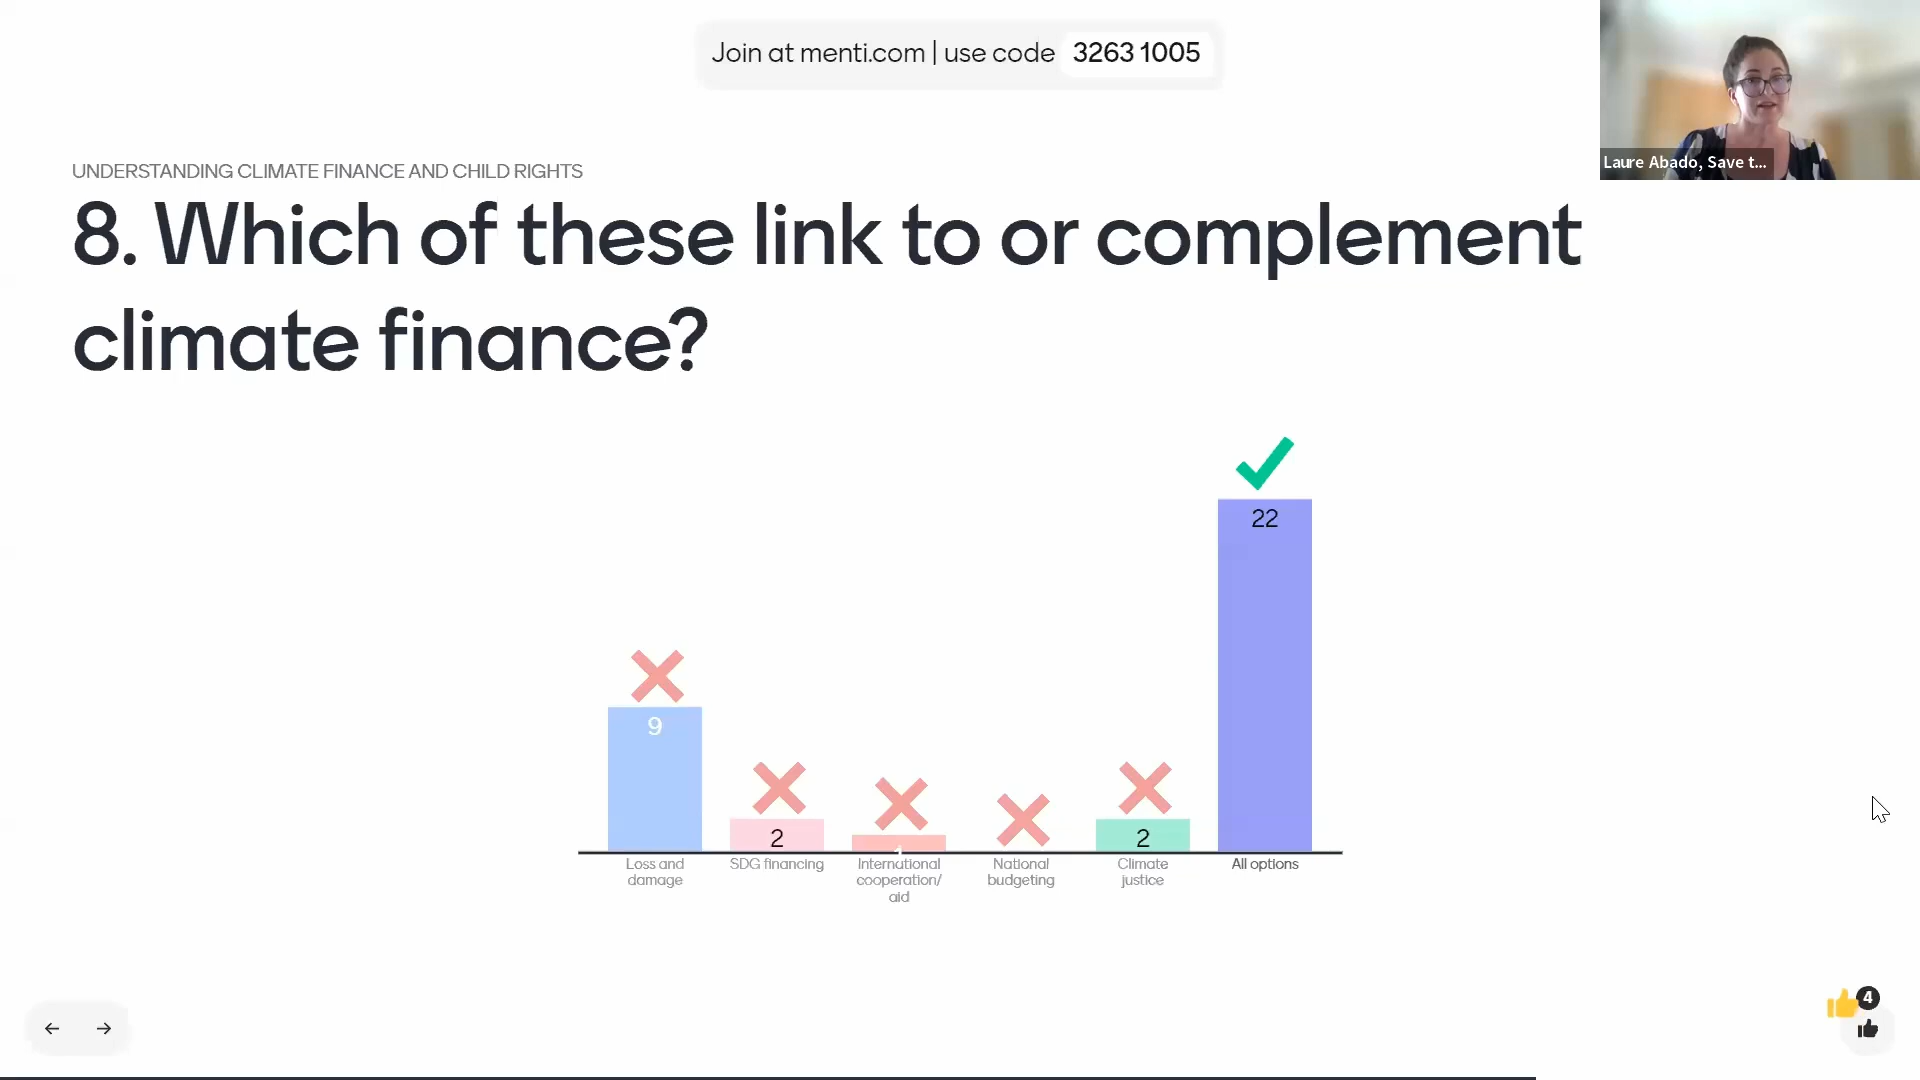 Join at menti.com | use code 3263 1005
Laure Abado, Save t...
UNDERSTANDING CLIMATE FINANCE AND CHILD RIGHTS
8. Which of these link to or complement
climate finance?
22
9
2
1
2
Loss and
damage
SDG financing
International
cooperation/
aid
National
budgeting
Climate
justice
All options
4